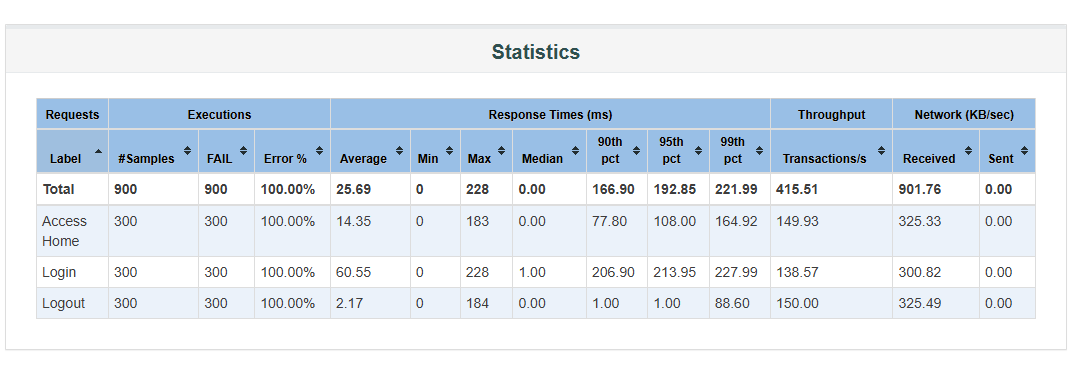 Statistics
Requests Executions Response Times (ms) Throughput Network (KB/sec)
Label #Samples FAIL Error % Average Min Max Median 90th pct 95th pct 99th pct Transactions/s Received Sent
Total 900 900 100.00% 25.69 0 228 0.00 166.90 192.85 221.99 415.51 901.76 0.00
Access Home 300 300 100.00% 14.35 0 183 0.00 77.80 108.00 164.92 149.93 325.33 0.00
Login 300 300 100.00% 60.55 0 228 1.00 206.90 213.95 227.99 138.57 300.82 0.00
Logout 300 300 100.00% 2.17 0 184 0.00 1.00 1.00 88.60 150.00 325.49 0.00